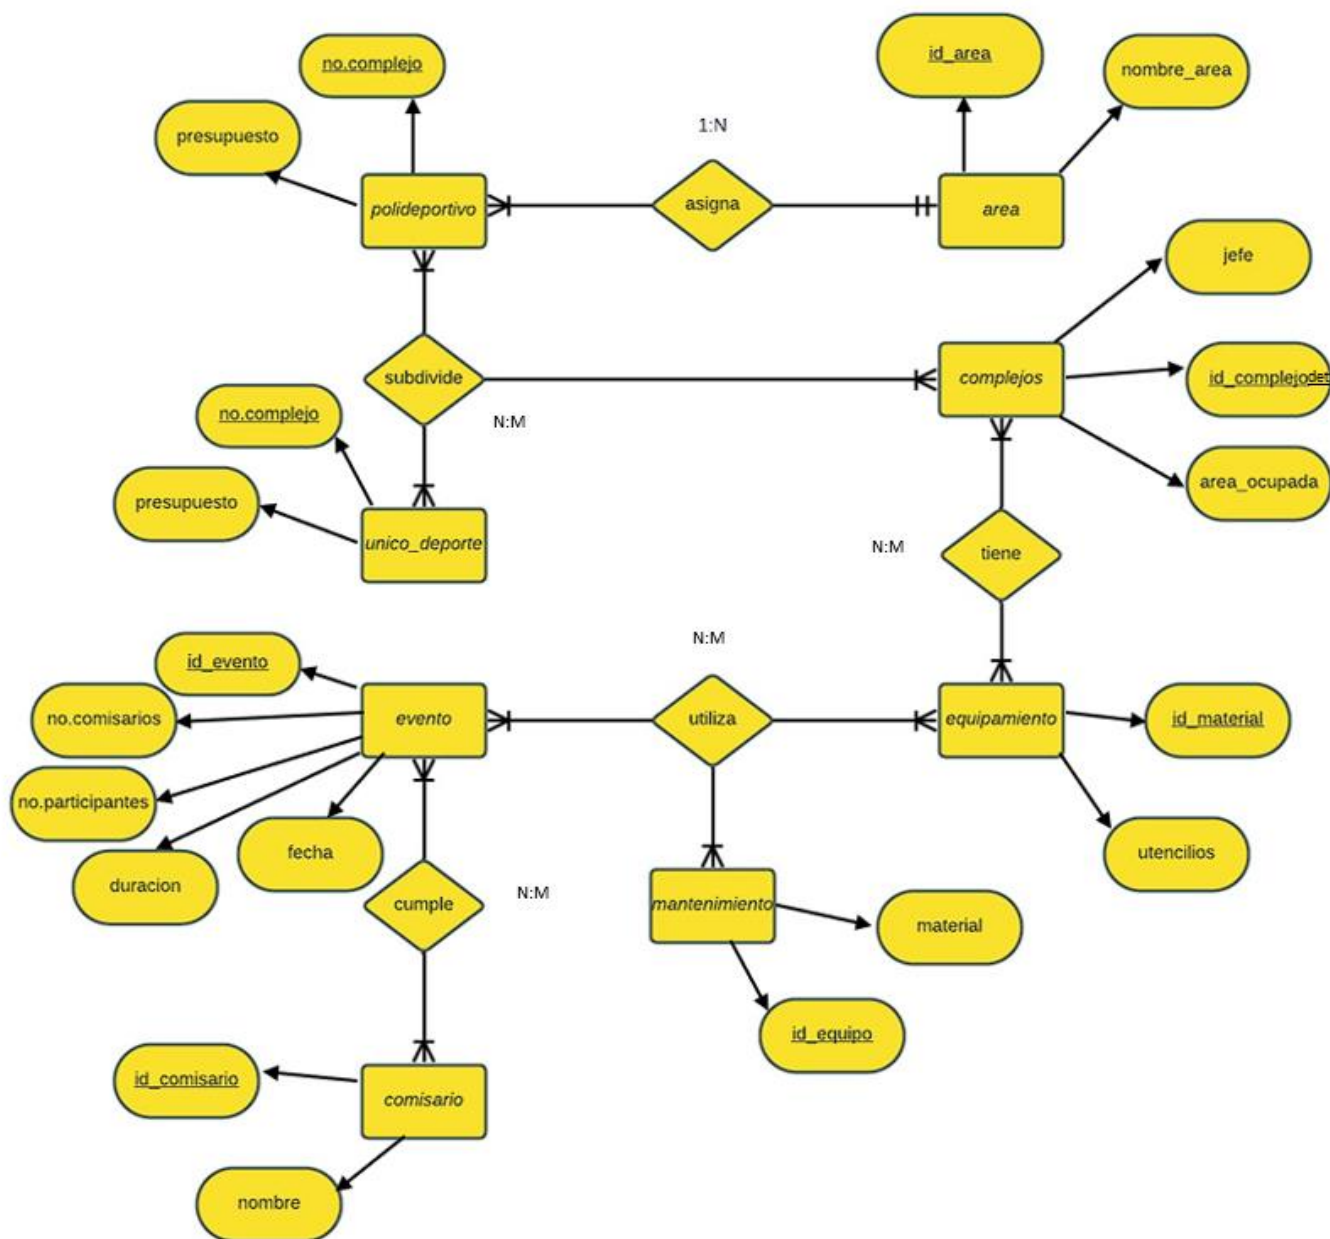 no.complejo
id_area
nombre_area
presupuesto
1:N
polideportivo
asigna
area
jefe
subdivide
complejos
id_complejodet
no.complejo
N:M
presupuesto
area_ocupada
unico_deporte
N:M
tiene
N:M
id_evento
no.comisarios
evento
utiliza
equipamiento
id_material
no.participantes
fecha
duracion
utencilios
cumple
N:M
mantenimiento
material
id_equipo
id_comisario
comisario
nombre